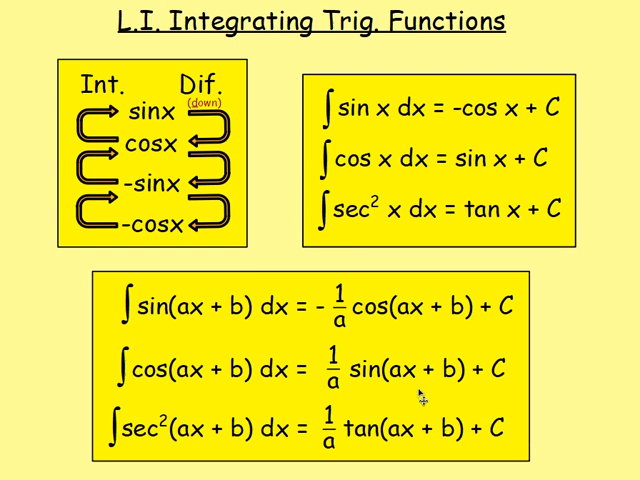 L.I. Integrating Trig. Functions
Int. Dif.
(down)
sinx
cosx
-sinx
-cosx
∫ sin x dx = -cos x + C
∫ cos x dx = sin x + C
∫ sec² x dx = tan x + C
∫ sin(ax + b) dx = - 1/a cos(ax + b) + C
∫ cos(ax + b) dx = 1/a sin(ax + b) + C
∫ sec²(ax + b) dx = 1/a tan(ax + b) + C